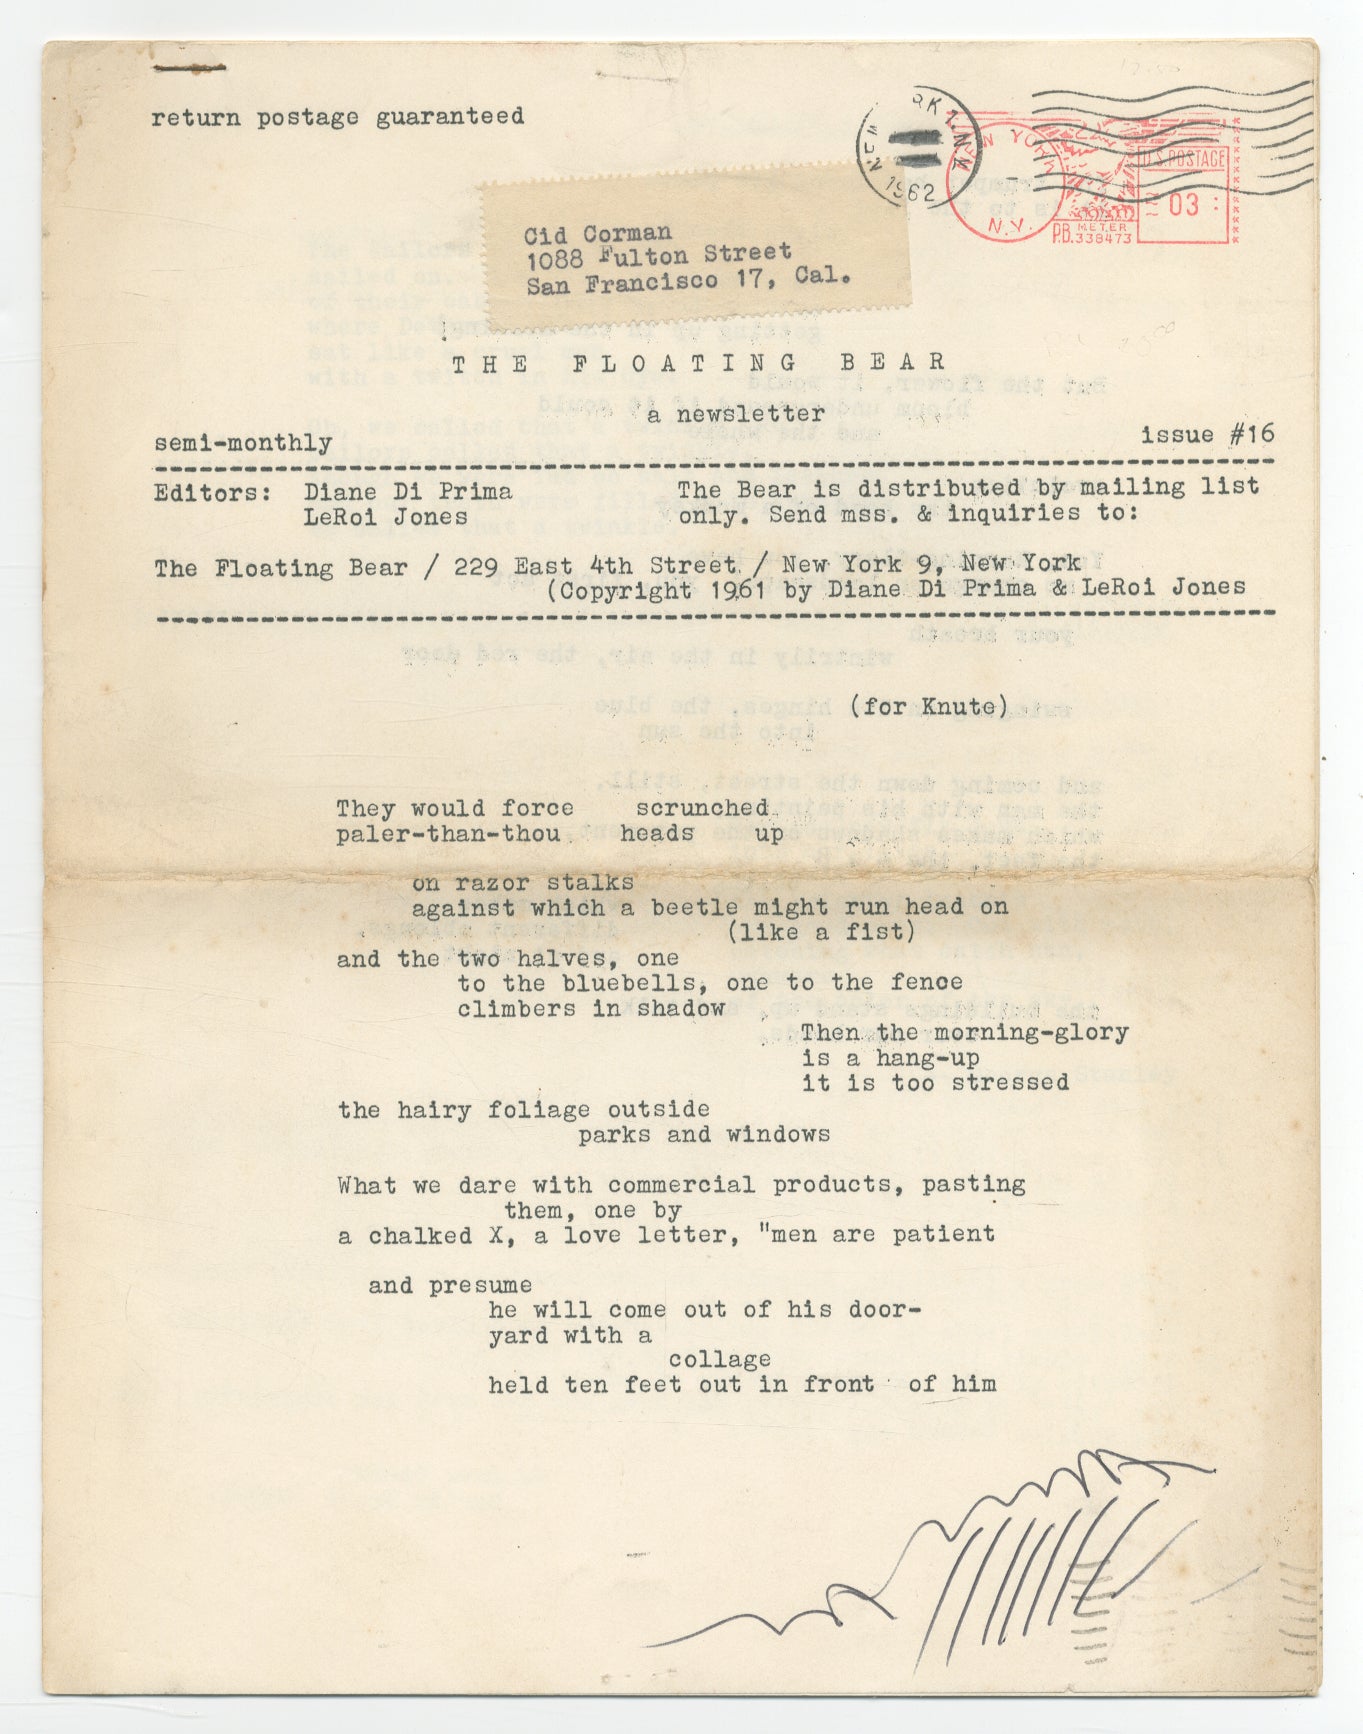 return postage guaranteed
1962
NEW YORK
N.Y.
U.S. POSTAGE
03
P.B. METER
339473
Cid Corman
1088 Fulton Street
San Francisco 17, Cal.
THE FLOATING BEAR
a newsletter
semi-monthly issue #16
Editors: Diane Di Prima The Bear is distributed by mailing list
LeRoi Jones only. Send mss. & inquiries to:
The Floating Bear / 229 East 4th Street / New York 9, New York
(Copyright 1961 by Diane Di Prima & LeRoi Jones
(for Knute)
They would force scrunched
paler-than-thou heads up
on razor stalks
against which a beetle might run head on
(like a fist)
and the two halves, one
to the bluebells, one to the fence
climbers in shadow
Then the morning-glory
is a hang-up
it is too stressed
the hairy foliage outside
parks and windows
What we dare with commercial products, pasting
them, one by
a chalked X, a love letter, "men are patient
and presume
he will come out of his door-
yard with a
collage
held ten feet out in front of him